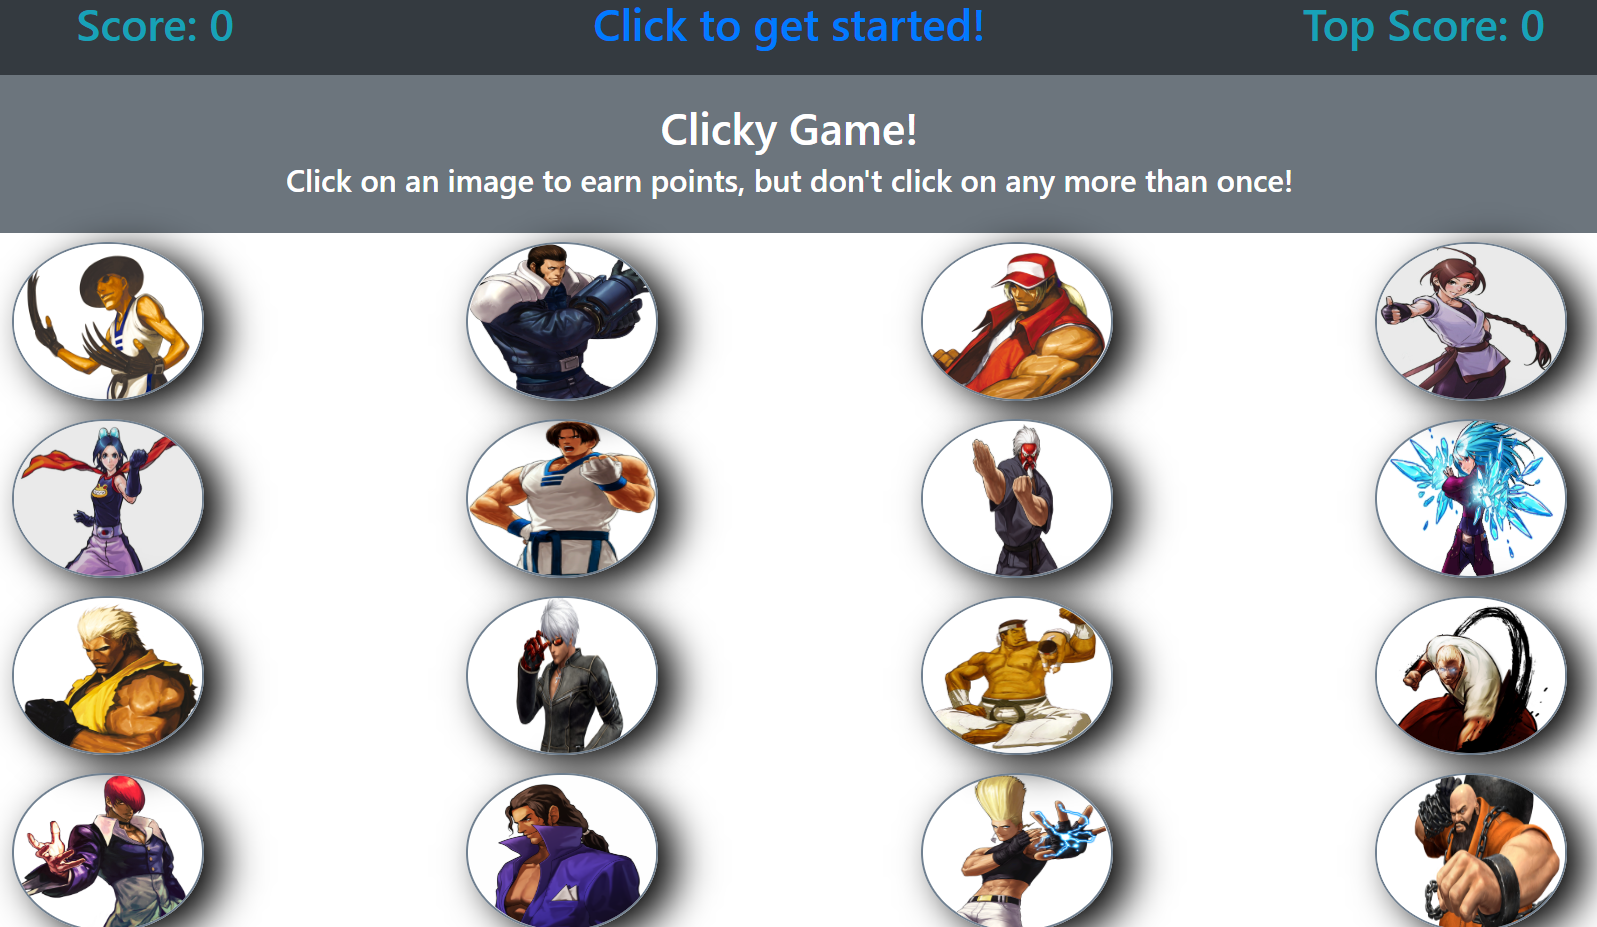 Score: 0
Click to get started!
Top Score: 0
Clicky Game!
Click on an image to earn points, but don't click on any more than once!